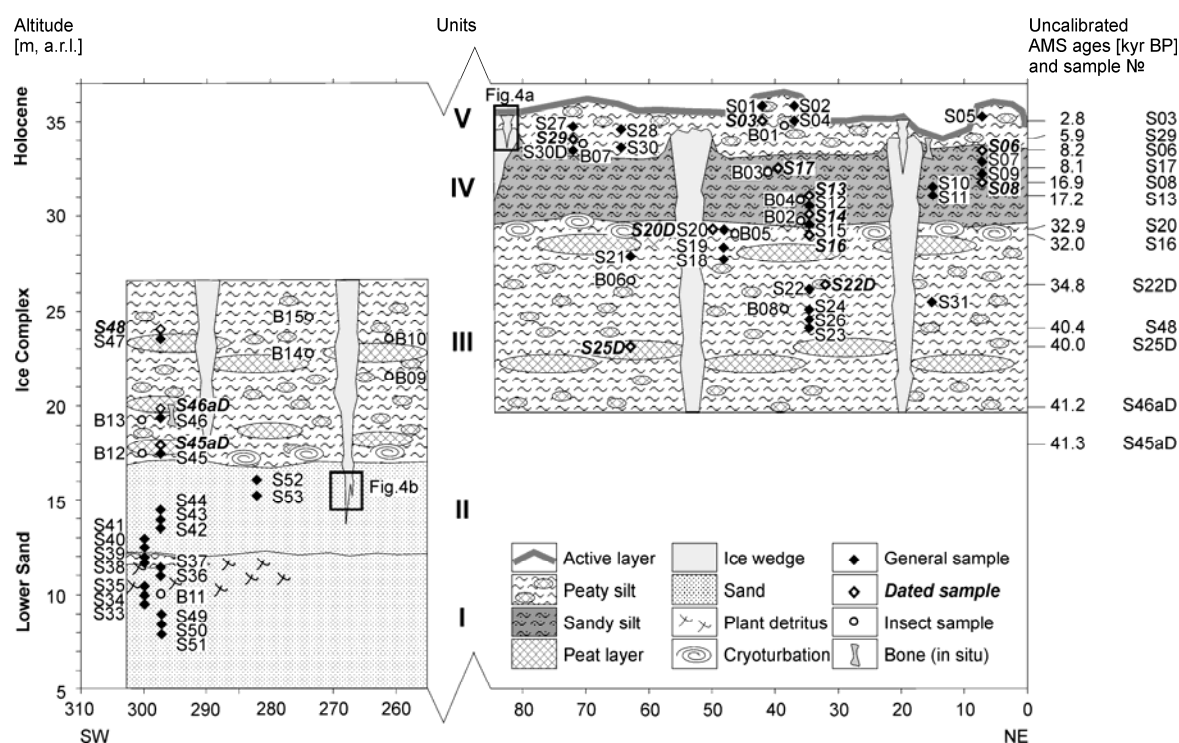 Altitude
[m, a.r.l.]
Units
Uncalibrated
AMS ages [kyr BP]
and sample №
Holocene
Ice Complex
Lower Sand
35
30
25
20
15
10
5
V
IV
III
II
I
Fig.4a
S27
S29
S30D
B07
S28
S30
S01
S03
S02
S04
B01
S05
S06
S07
S09
S08
B03
S17
S10
S11
S13
B04
S12
B02
S14
S15
S16
S20D
S20
B05
S19
S18
S21
B06
S22
S22D
B08
S24
S26
S23
S31
S25D
B15
B14
B10
B09
S48
S47
S46aD
B13
S46
S45aD
B12
S45
S52
S53
Fig.4b
S44
S43
S42
S41
S40
S39
S38
S37
S36
S35
S34
S33
B11
S49
S50
S51
2.8 S03
5.9 S29
8.2 S06
8.1 S17
16.9 S08
17.2 S13
32.9 S20
32.0 S16
34.8 S22D
40.4 S48
40.0 S25D
41.2 S46aD
41.3 S45aD
Active layer
Ice wedge
General sample
Peaty silt
Sand
Dated sample
Sandy silt
Plant detritus
Insect sample
Peat layer
Cryoturbation
Bone (in situ)
310 300 290 280 270 260
80 70 60 50 40 30 20 10 0
SW
NE